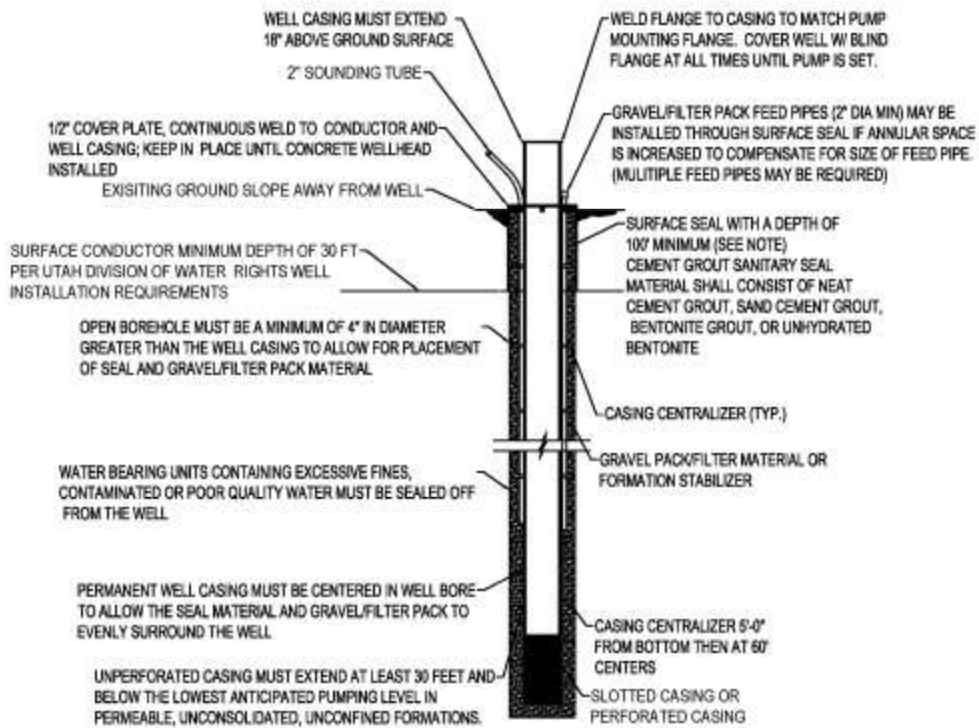 WELL CASING MUST EXTEND
18" ABOVE GROUND SURFACE
2" SOUNDING TUBE
1/2" COVER PLATE, CONTINUOUS WELD TO CONDUCTOR AND
WELL CASING; KEEP IN PLACE UNTIL CONCRETE WELLHEAD
INSTALLED
EXISITING GROUND SLOPE AWAY FROM WELL
SURFACE CONDUCTOR MINIMUM DEPTH OF 30 FT
PER UTAH DIVISION OF WATER RIGHTS WELL
INSTALLATION REQUIREMENTS
OPEN BOREHOLE MUST BE A MINIMUM OF 4" IN DIAMETER
GREATER THAN THE WELL CASING TO ALLOW FOR PLACEMENT
OF SEAL AND GRAVEL/FILTER PACK MATERIAL
WATER BEARING UNITS CONTAINING EXCESSIVE FINES,
CONTAMINATED OR POOR QUALITY WATER MUST BE SEALED OFF
FROM THE WELL
PERMANENT WELL CASING MUST BE CENTERED IN WELL BORE
TO ALLOW THE SEAL MATERIAL AND GRAVEL/FILTER PACK TO
EVENLY SURROUND THE WELL
UNPERFORATED CASING MUST EXTEND AT LEAST 30 FEET AND
BELOW THE LOWEST ANTICIPATED PUMPING LEVEL IN
PERMEABLE, UNCONSOLIDATED, UNCONFINED FORMATIONS.
WELD FLANGE TO CASING TO MATCH PUMP
MOUNTING FLANGE. COVER WELL W/ BLIND
FLANGE AT ALL TIMES UNTIL PUMP IS SET.
GRAVEL/FILTER PACK FEED PIPES (2" DIA MIN) MAY BE
INSTALLED THROUGH SURFACE SEAL IF ANNULAR SPACE
IS INCREASED TO COMPENSATE FOR SIZE OF FEED PIPE.
(MULITIPLE FEED PIPES MAY BE REQUIRED)
SURFACE SEAL WITH A DEPTH OF
100' MINIMUM (SEE NOTE)
CEMENT GROUT SANITARY SEAL
MATERIAL SHALL CONSIST OF NEAT
CEMENT GROUT, SAND CEMENT GROUT,
BENTONITE GROUT, OR UNHYDRATED
BENTONITE
CASING CENTRALIZER (TYP.)
GRAVEL PACK/FILTER MATERIAL OR
FORMATION STABILIZER
CASING CENTRALIZER 5'-0"
FROM BOTTOM THEN AT 60'
CENTERS
SLOTTED CASING OR
PERFORATED CASING